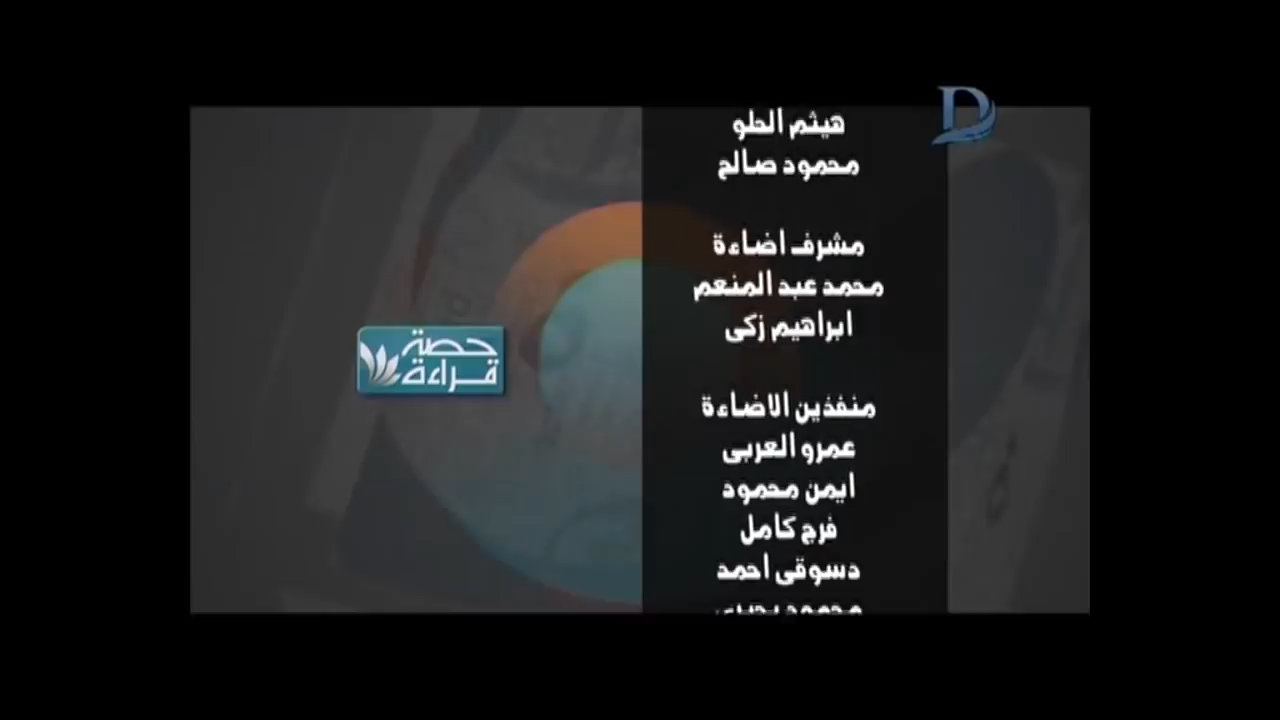 D
هيثم الحلو
محمود صالح
مشرف اضاءة
محمد عبد المنعم
ابراهيم زكى
حصة
قراءة
منفذين الاضاءة
عمرو العربى
ايمن محمود
فرج كامل
دسوقى احمد
محمود